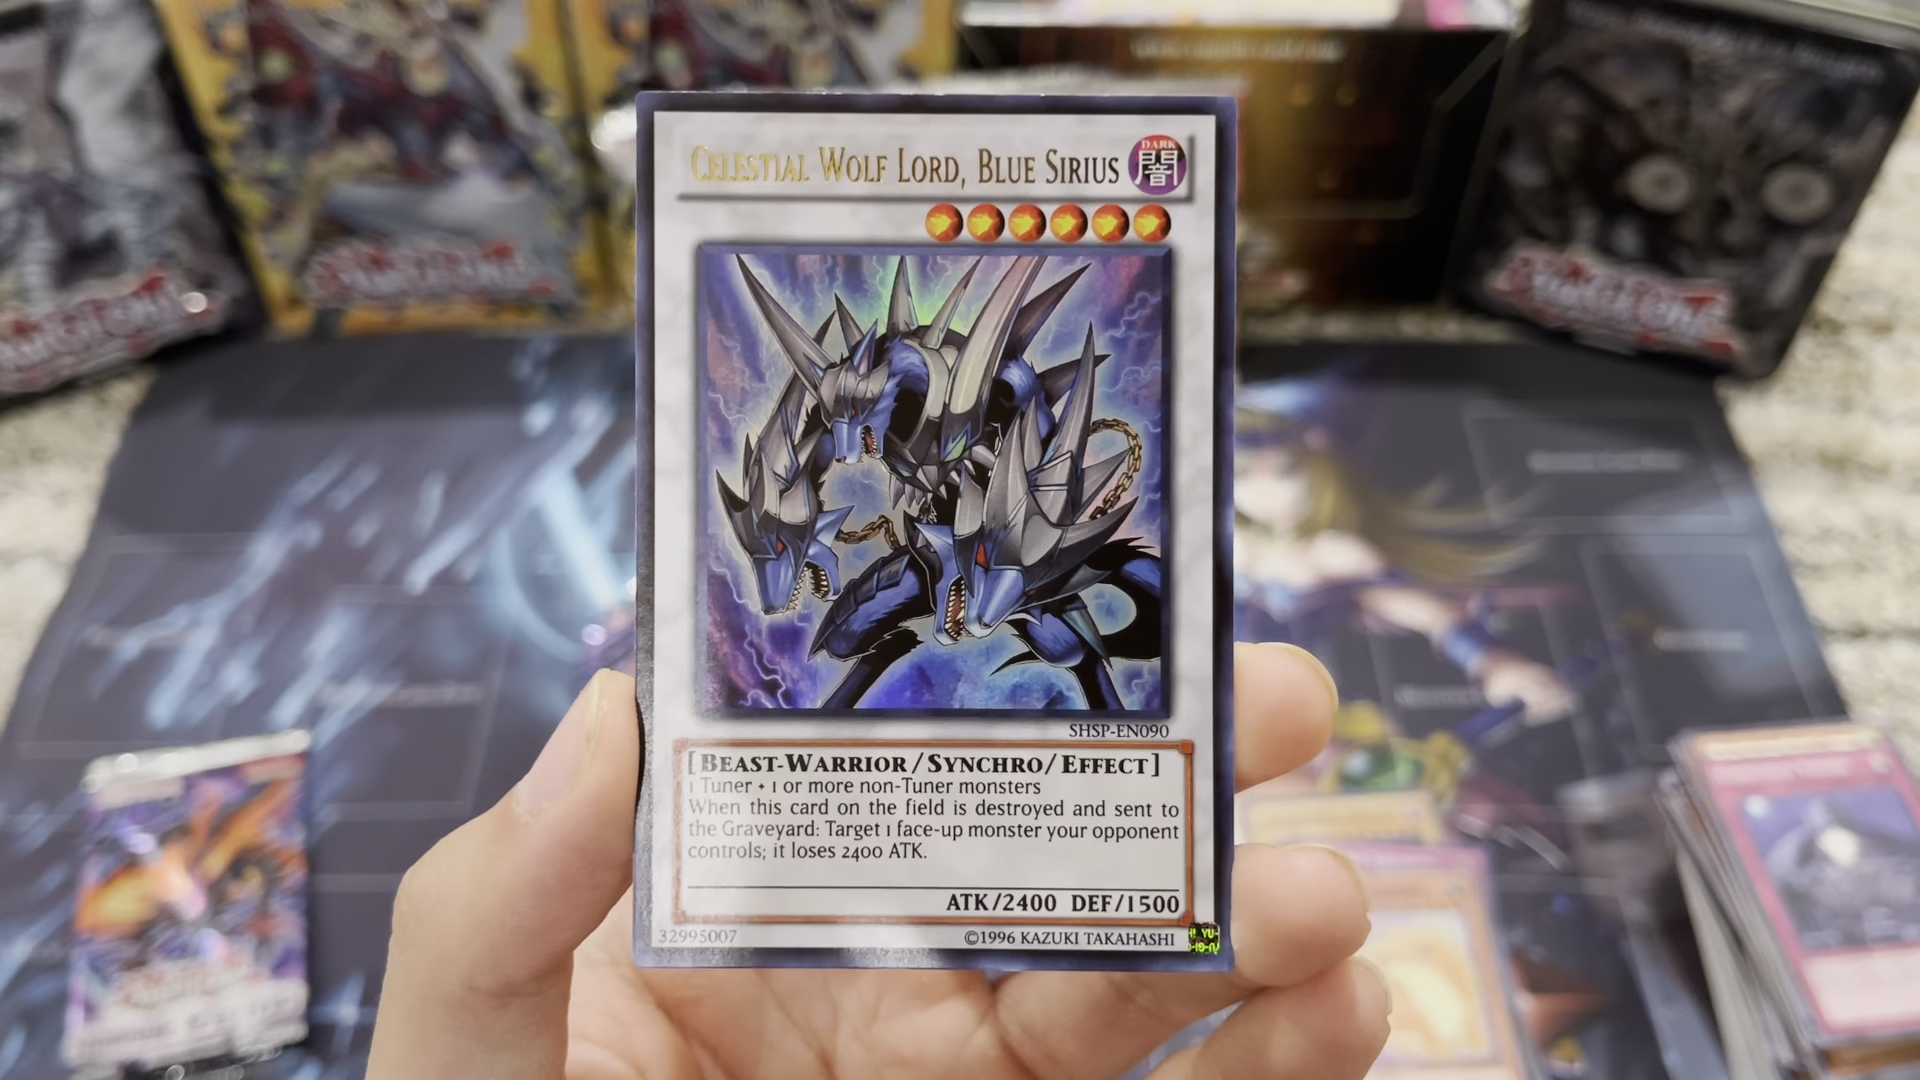 CELESTIAL WOLF LORD, BLUE SIRIUS
DARK
闇
SHSP-EN090
[BEAST-WARRIOR/SYNCHRO/EFFECT]
1 Tuner + 1 or more non-Tuner monsters
When this card on the field is destroyed and sent to
the Graveyard: Target 1 face-up monster your opponent
controls; it loses 2400 ATK.
ATK/2400 DEF/1500
32995007
©1996 KAZUKI TAKAHASHI